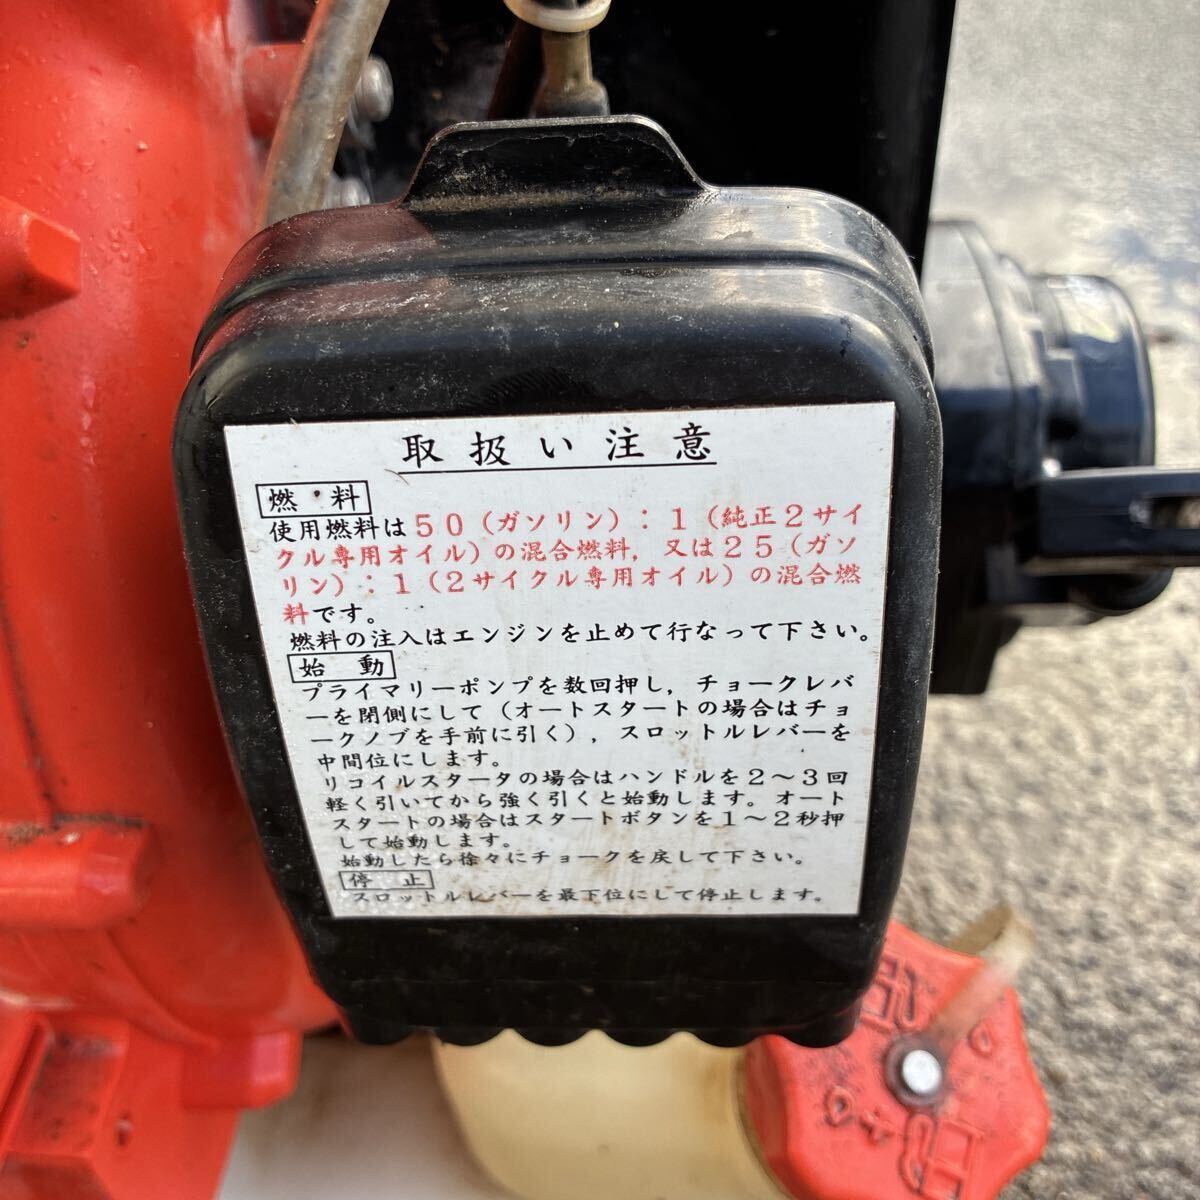 取扱い注意
燃・料
使用燃料は50（ガソリン）：1（純正2サイ
クル専用オイル）の混合燃料，又は25（ガソ
リン）：1（2サイクル専用オイル）の混合燃
料です。
燃料の注入はエンジンを止めて行なって下さい。
始 動
プライマリーポンプを数回押し，チョークレバ
ーを閉側にして（オートスタートの場合はチョ
ークノブを手前に引く），スロットルレバーを
中間位にします。
リコイルスタータの場合はハンドルを2～3回
軽く引いてから強く引くと始動します。オート
スタートの場合はスタートボタンを1～2秒押
して始動します。
始動したら徐々にチョークを戻して下さい。
停 止
スロットルレバーを最下位にして停止します。